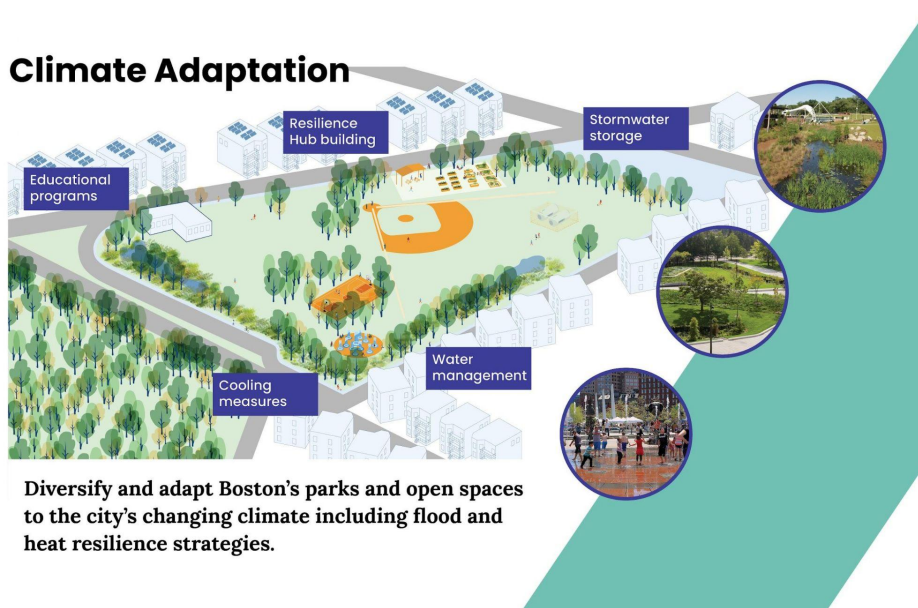 Climate Adaptation
Resilience
Hub building
Stormwater
storage
Educational
programs
Water
management
Cooling
measures
Diversify and adapt Boston's parks and open spaces
to the city's changing climate including flood and
heat resilience strategies.